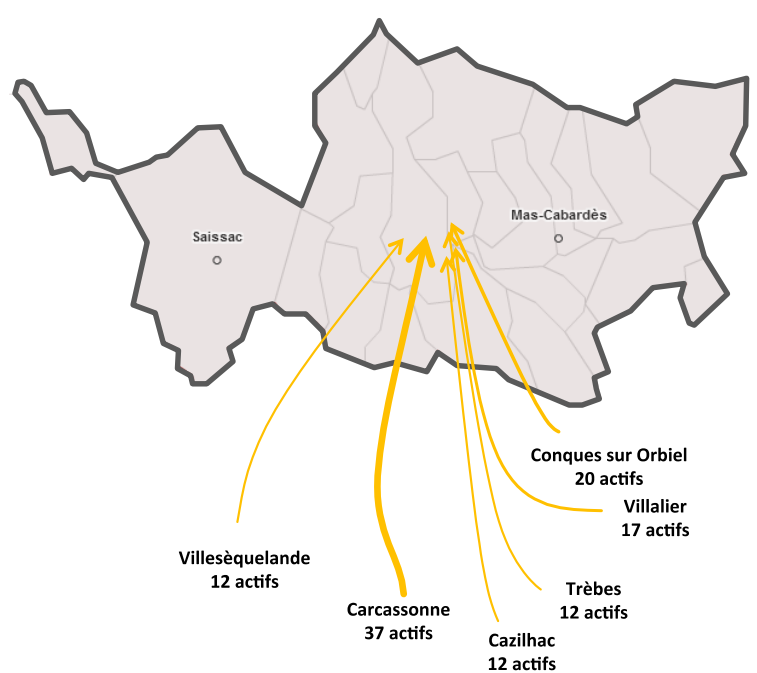 Mas-Cabardès
Saissac
Conques sur Orbiel
20 actifs
Villalier
17 actifs
Villesèquelande
12 actifs
Trèbes
12 actifs
Carcassonne
37 actifs
Cazilhac
12 actifs